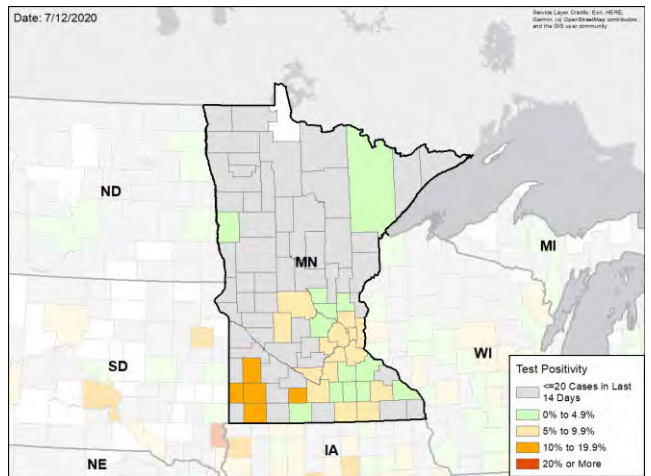 Date: 7/12/2020
Service Layer Credits: Esri, HERE,
Garmin, (c) OpenStreetMap contributors,
and the GIS user community
ND
MN
MI
SD
WI
NE
IA
Test Positivity
<=20 Cases in Last
14 Days
0% to 4.9%
5% to 9.9%
10% to 19.9%
20% or More